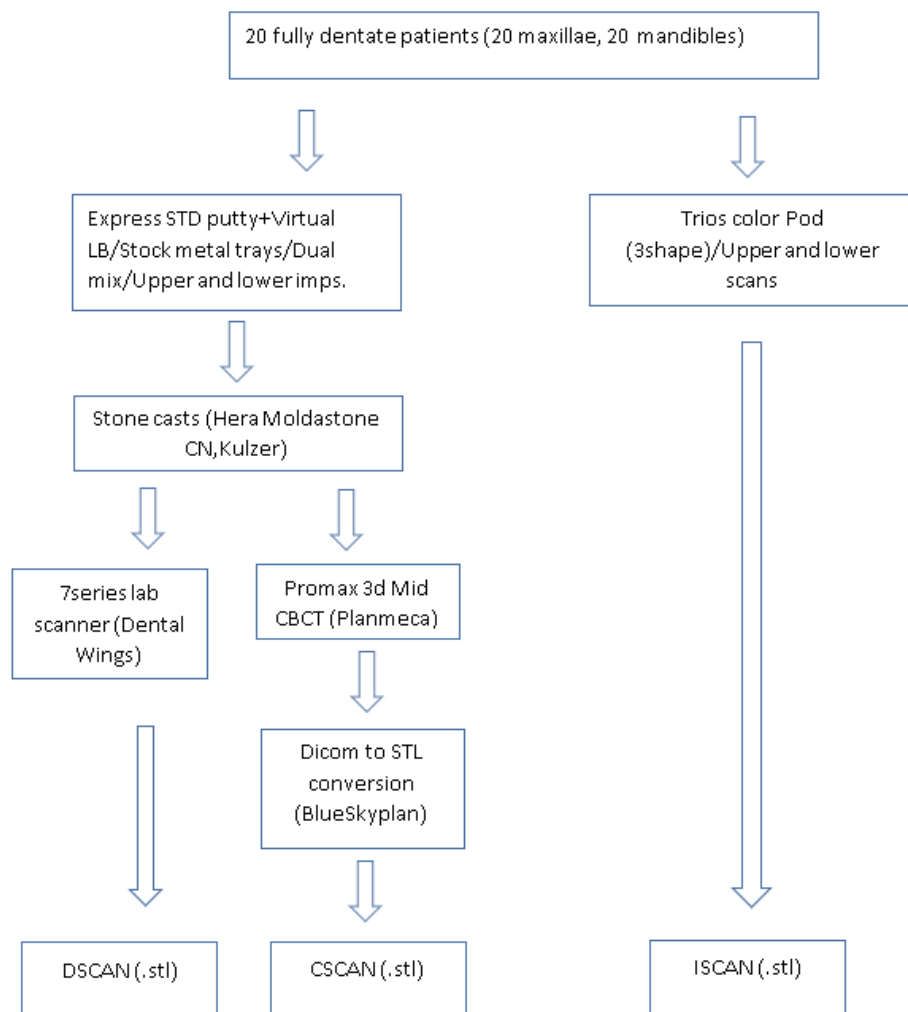 20 fully dentate patients (20 maxillae, 20 mandibles)
Express STD putty+Virtual
LB/Stock metal trays/Dual
mix/Upper and lower imps.
Trios color Pod
(3shape)/Upper and lower
scans
Stone casts (Hera Moldastone
CN,Kulzer)
7series lab
scanner (Dental
Wings)
Promax 3d Mid
CBCT (Planmeca)
Dicom to STL
conversion
(BlueSkyplan)
DSCAN (.stl)
CSCAN (.stl)
ISCAN (.stl)